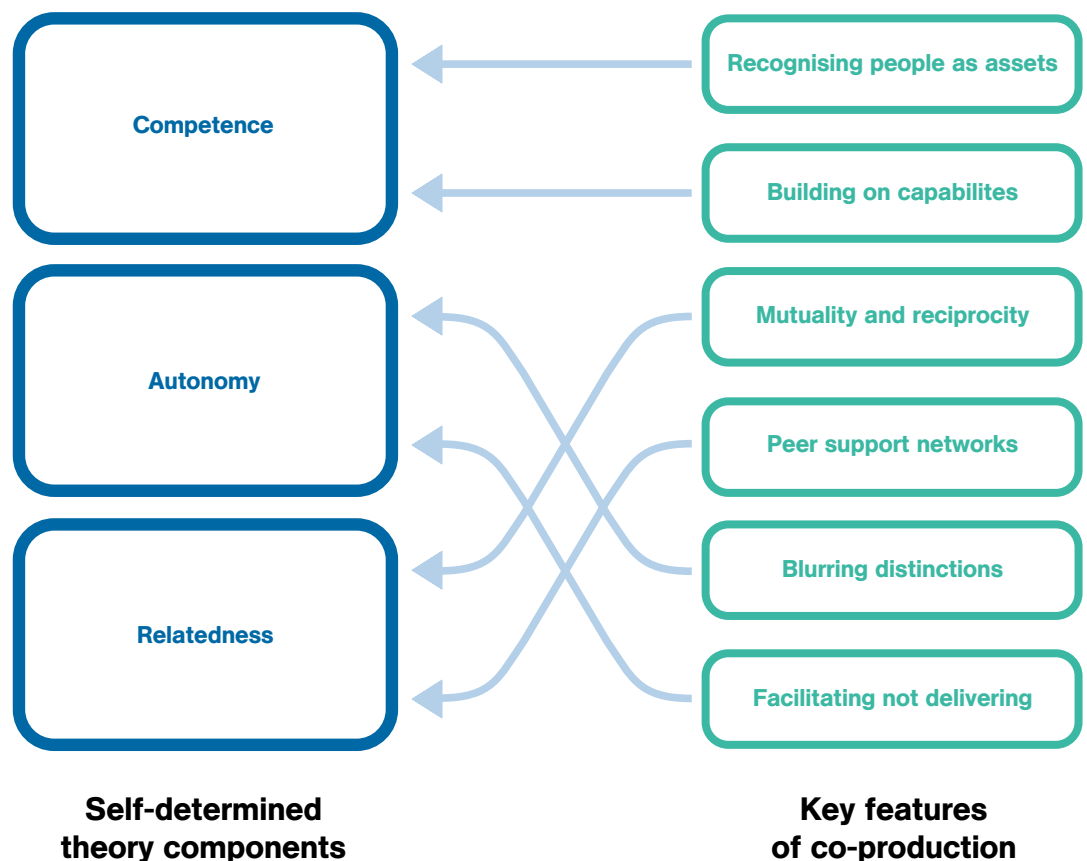 Competence
Autonomy
Relatedness
Self-determined
theory components
Recognising people as assets
Building on capabilites
Mutuality and reciprocity
Peer support networks
Blurring distinctions
Facilitating not delivering
Key features
of co-production